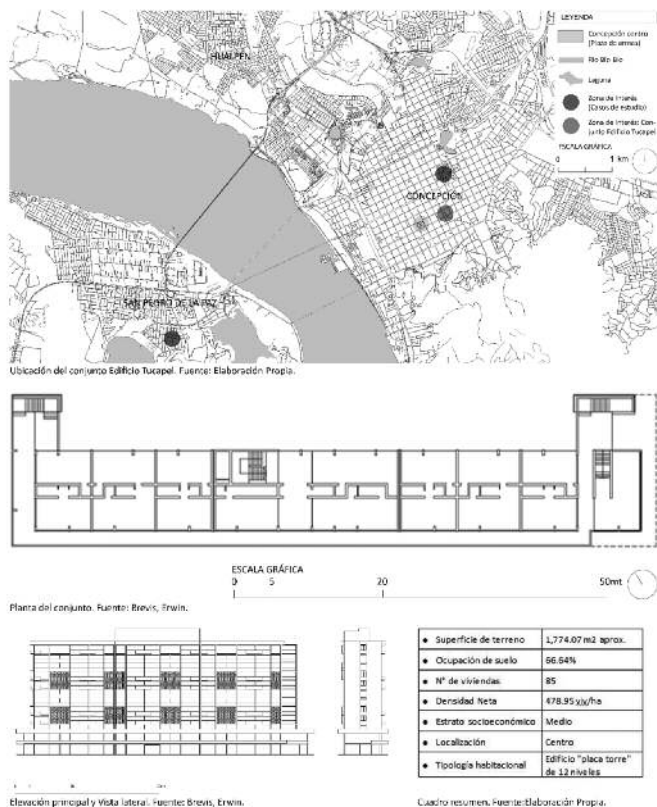 HUALPEN
LEYENDA
Concepción centro
(Plaza de armas)
Río Bío-Bío
Laguna
Zona de Interés
(Casos de estudio)
Zona de Interés: Con-
junto Edificio Tucapel
ESCALA GRÁFICA
0 1 km
CONCEPCIÓN
SAN PEDRO DE LA PAZ
Ubicación del conjunto Edificio Tucapel. Fuente: Elaboración Propia.
ESCALA GRÁFICA
0 5 20 50mt
Planta del conjunto. Fuente: Brevis, Erwin.
Superficie de terreno 1,774.07 m2 aprox.
Ocupación de suelo 66.64%
N° de viviendas 85
Densidad Neta 478.95 viv/ha
Estrato socioeconómico Medio
Localización Centro
Tipología habitacional Edificio "placa torre"
de 12 niveles
Elevación principal y Vista lateral. Fuente: Brevis, Erwin.
Cuadro resumen. Fuente:Elaboración Propia.